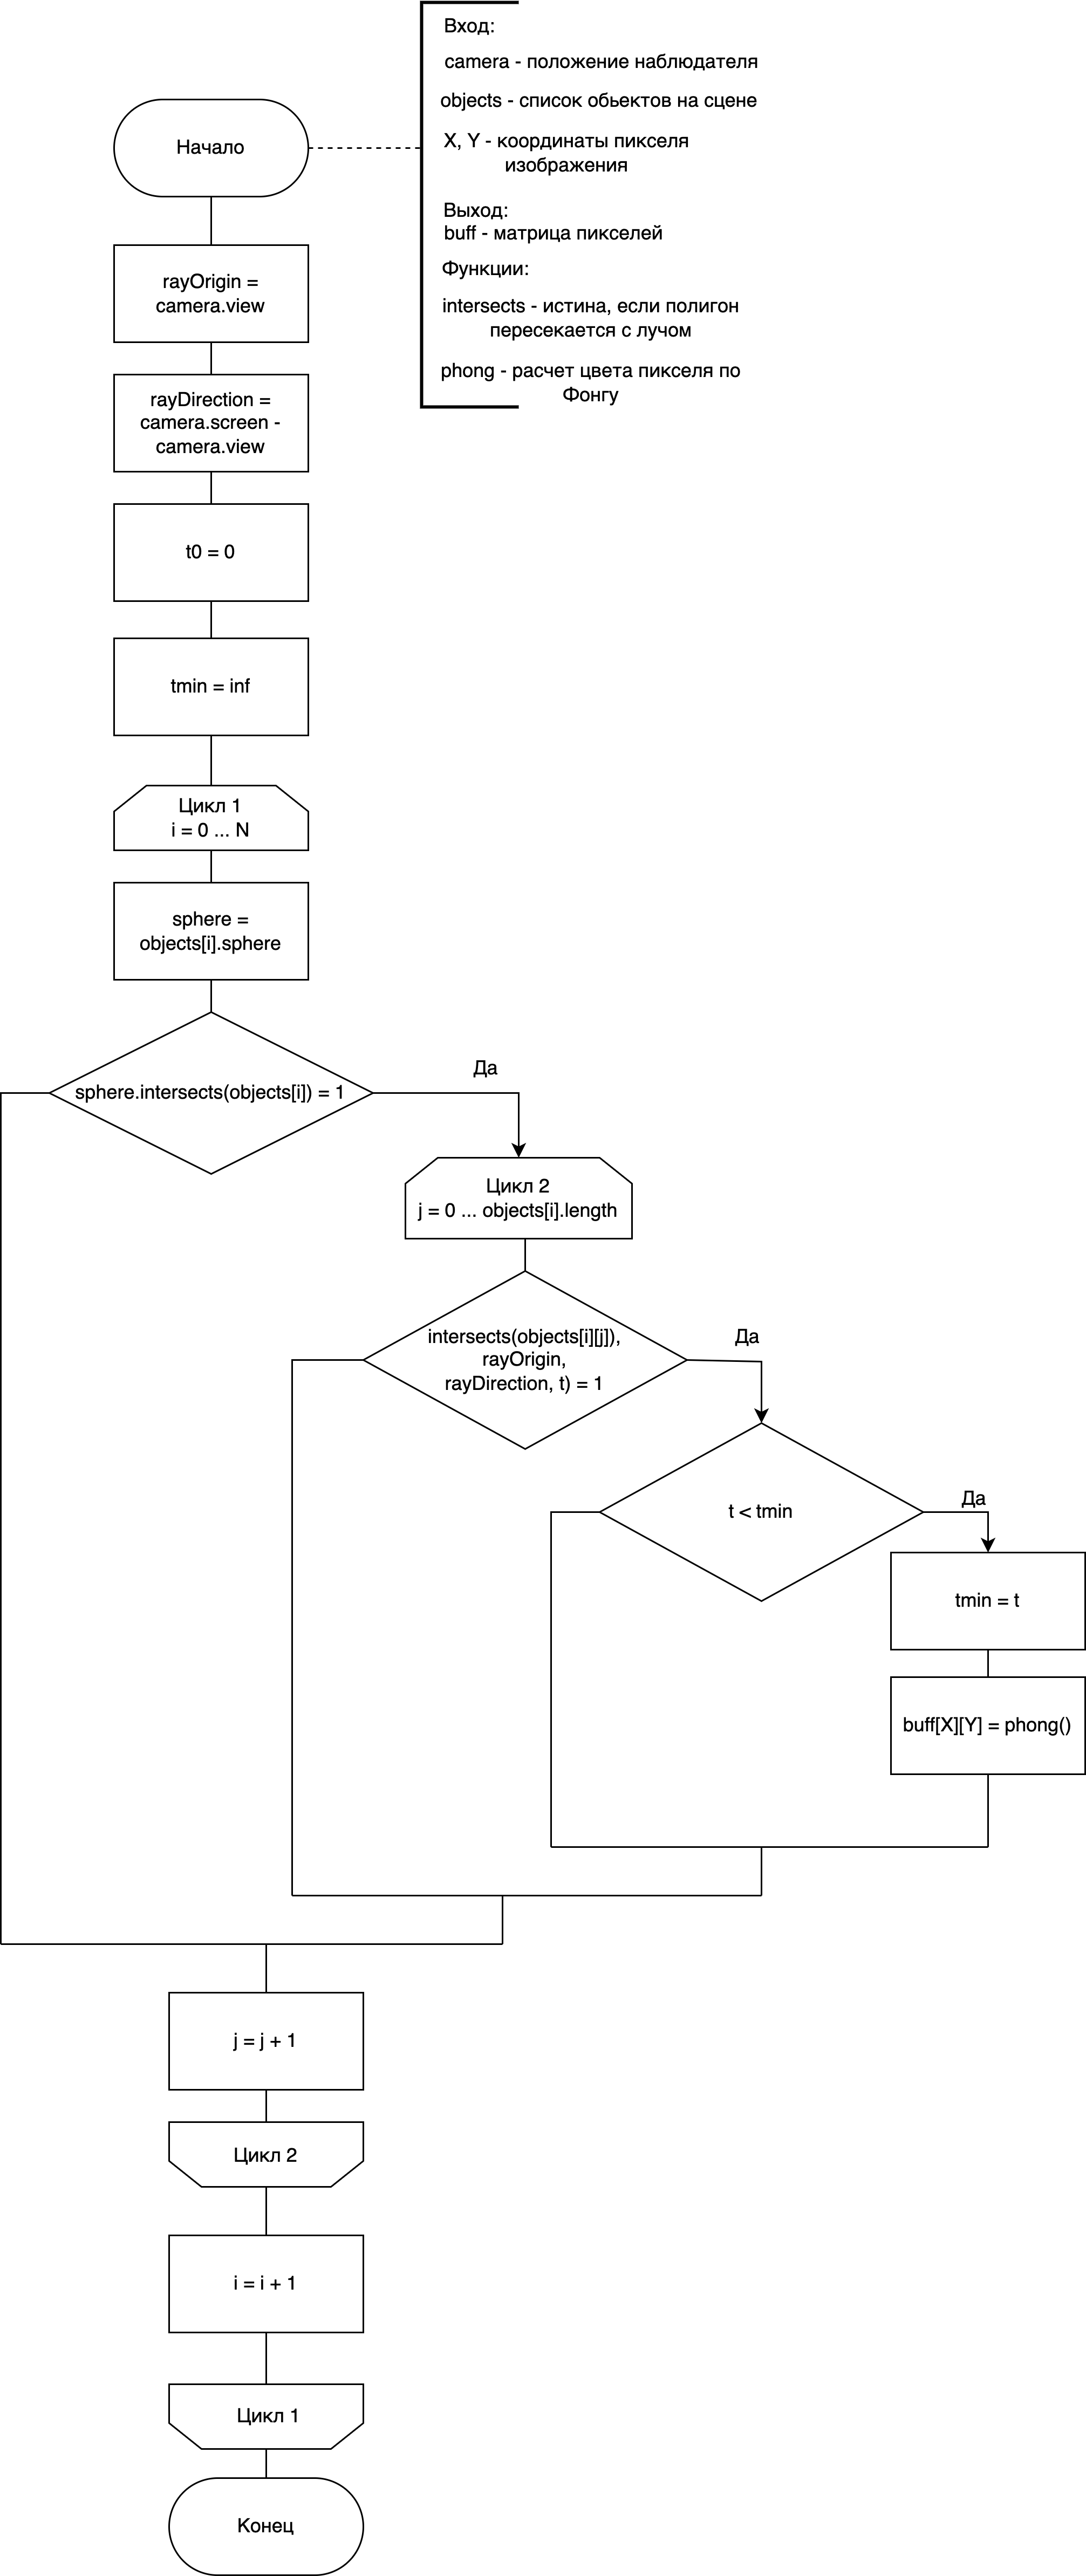 Вход:
camera - положение наблюдателя
objects - список обьектов на сцене
X, Y - координаты пикселя
изображения
Выход:
buff - матрица пикселей
Функции:
intersects - истина, если полигон
пересекается с лучом
phong - расчет цвета пикселя по
Фонгу
Начало
rayOrigin =
camera.view
rayDirection =
camera.screen -
camera.view
t0 = 0
tmin = inf
Цикл 1
i = 0 ... N
sphere =
objects[i].sphere
sphere.intersects(objects[i]) = 1
Да
Цикл 2
j = 0 ... objects[i].length
intersects(objects[i][j]),
rayOrigin,
rayDirection, t) = 1
Да
t < tmin
Да
tmin = t
buff[X][Y] = phong()
j = j + 1
Цикл 2
i = i + 1
Цикл 1
Конец